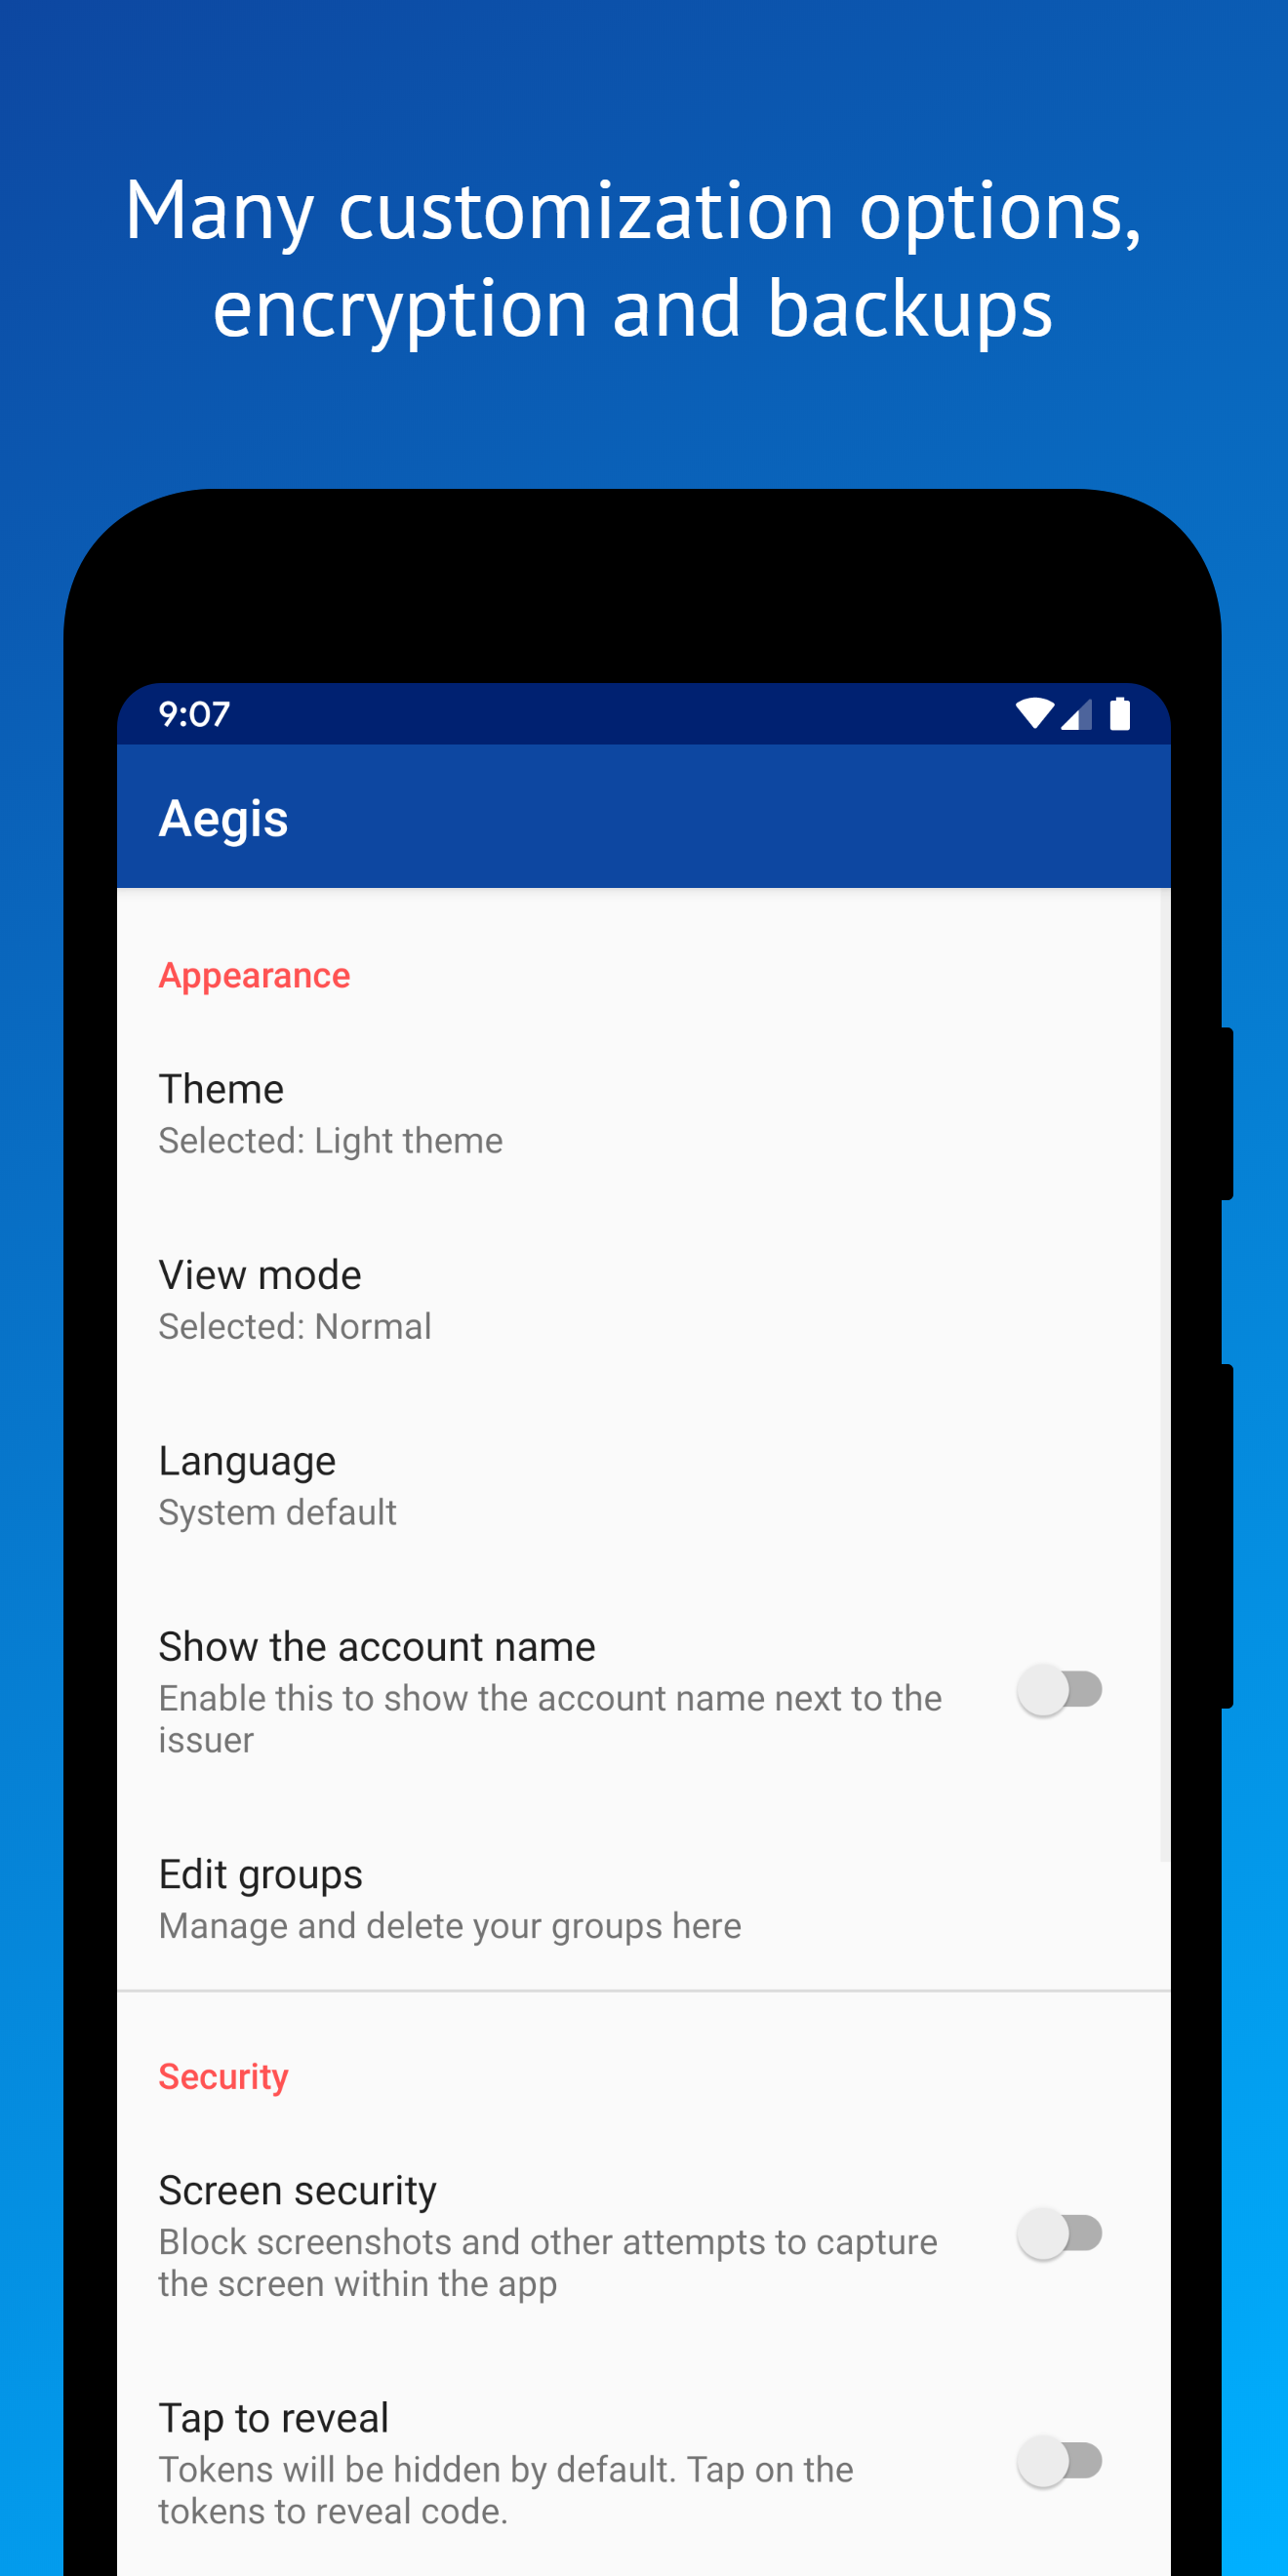 Many customization options,
encryption and backups
9:07
Aegis
Appearance
Theme
Selected: Light theme
View mode
Selected: Normal
Language
System default
Show the account name
Enable this to show the account name next to the
issuer
Edit groups
Manage and delete your groups here
Security
Screen security
Block screenshots and other attempts to capture
the screen within the app
Tap to reveal
Tokens will be hidden by default. Tap on the
tokens to reveal code.